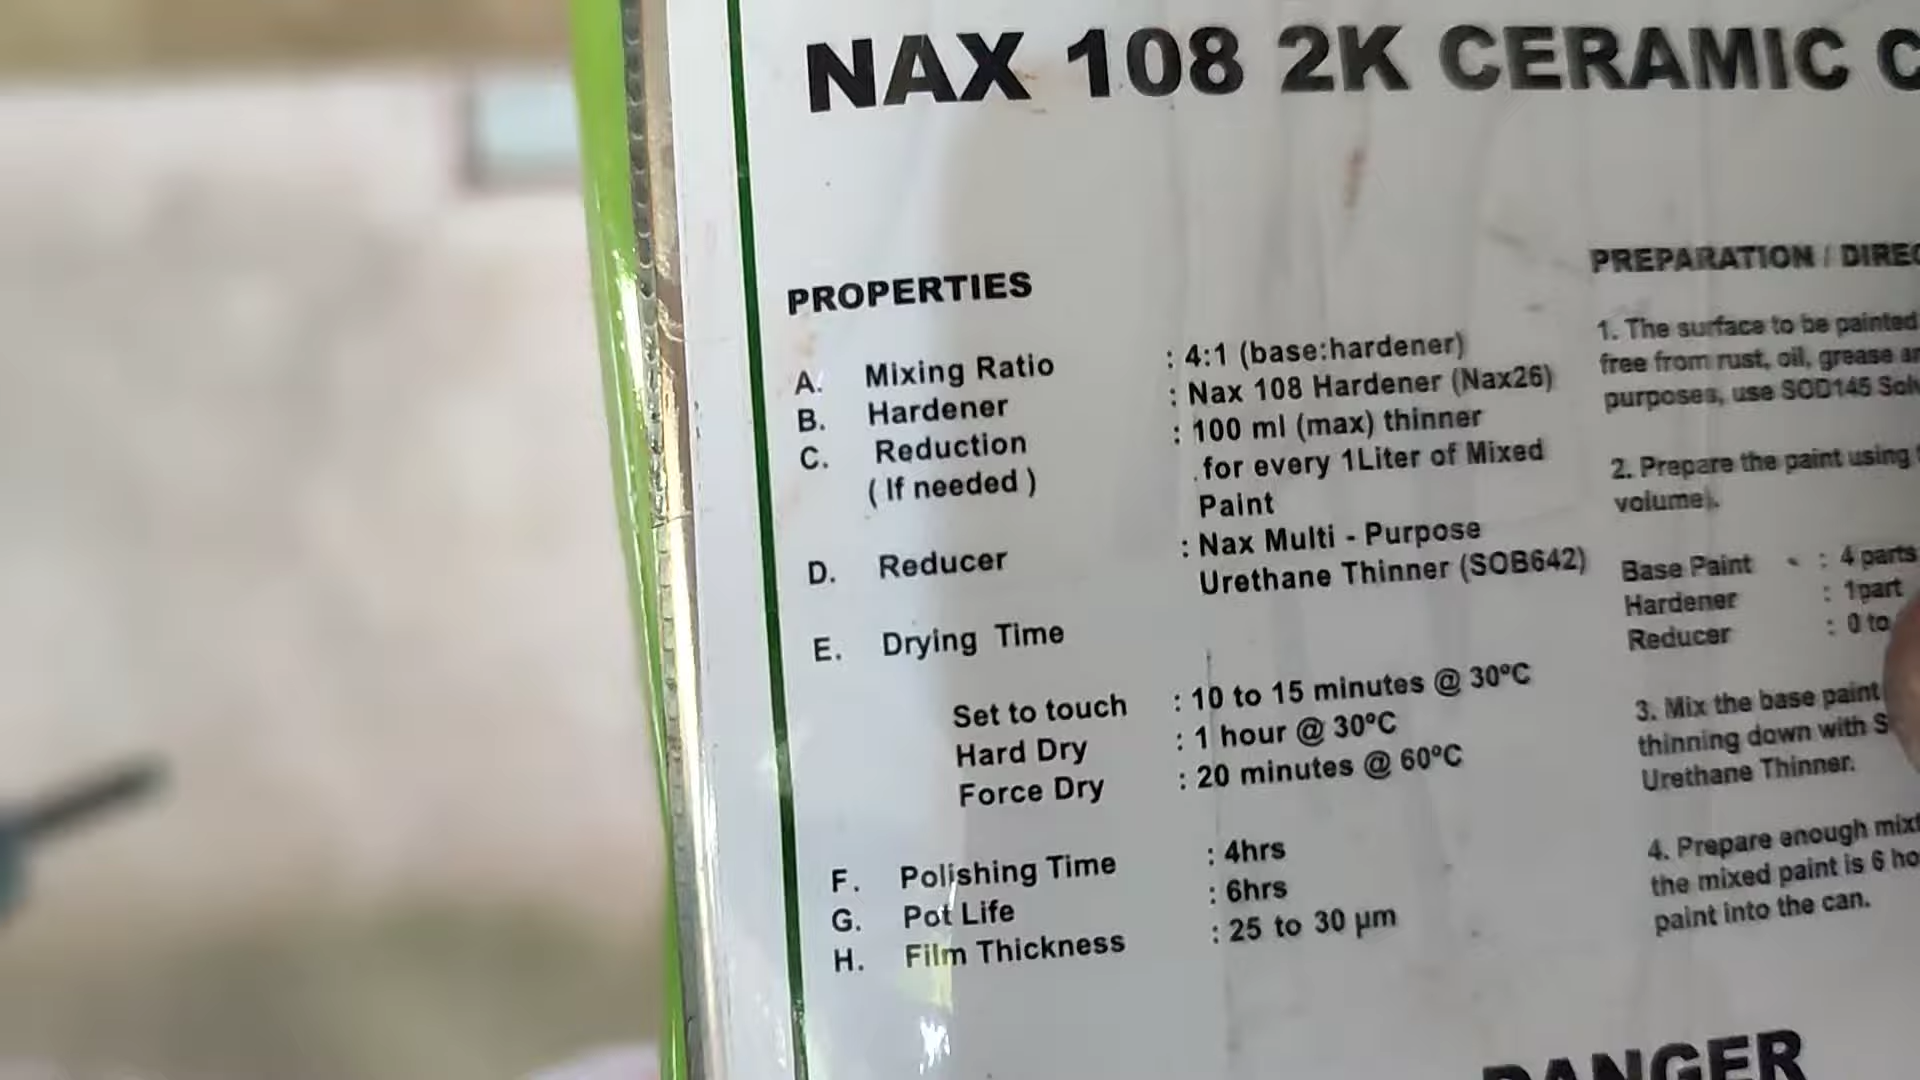 NAX 108 2K CERAMIC C
PROPERTIES
A. Mixing Ratio : 4:1 (base:hardener)
B. Hardener : Nax 108 Hardener (Nax26)
C. Reduction : 100 ml (max) thinner
( If needed ) for every 1Liter of Mixed
Paint
D. Reducer : Nax Multi - Purpose
Urethane Thinner (SOB642)
E. Drying Time
Set to touch : 10 to 15 minutes @ 30ºC
Hard Dry : 1 hour @ 30ºC
Force Dry : 20 minutes @ 60ºC
F. Polishing Time : 4hrs
G. Pot Life : 6hrs
H. Film Thickness : 25 to 30 µm
PREPARATION / DIREC
1. The surface to be painted
free from rust, oil, grease
purposes, use SOD145
2. Prepare the paint using
volume).
Base Paint : 4 parts
Hardener : 1part
Reducer : 0 to
3. Mix the base paint
thinning down with S
Urethane Thinner.
4. Prepare enough
the mixed paint is 6
paint into the can.
DANGER